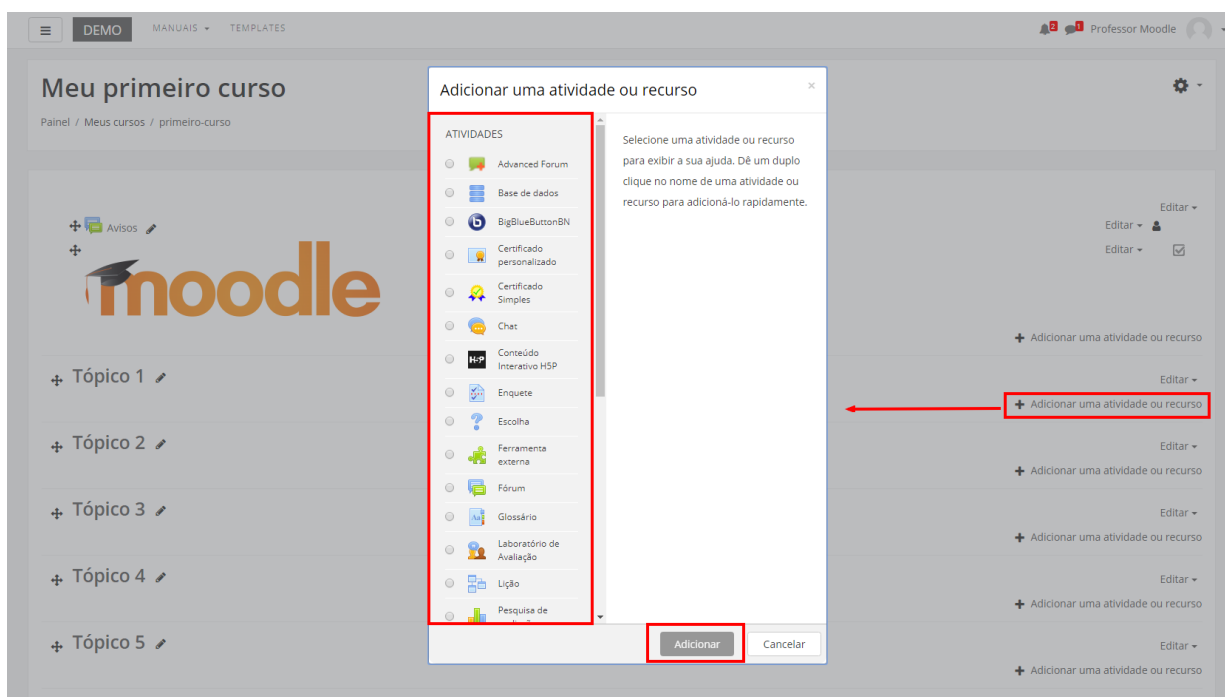 DEMO MANUAIS TEMPLATES 2 1 Professor Moodle
Meu primeiro curso
Painel / Meus cursos / primeiro-curso
Adicionar uma atividade ou recurso ×
ATIVIDADES
Advanced Forum
Base de dados
BigBlueButtonBN
Certificado
personalizado
Certificado
Simples
Chat
H-P
Conteúdo
Interativo H5P
Enquete
Escolha
Ferramenta
externa
Fórum
Aa
Glossário
Laboratório de
Avaliação
Lição
Pesquisa de
Selecione uma atividade ou recurso
para exibir a sua ajuda. Dê um duplo
clique no nome de uma atividade ou
recurso para adicioná-lo rapidamente.
Adicionar Cancelar
Editar
Avisos Editar
Editar
moodle
Adicionar uma atividade ou recurso
Tópico 1 Editar
Adicionar uma atividade ou recurso
Tópico 2 Editar
Adicionar uma atividade ou recurso
Tópico 3 Editar
Adicionar uma atividade ou recurso
Tópico 4 Editar
Adicionar uma atividade ou recurso
Tópico 5 Editar
Adicionar uma atividade ou recurso